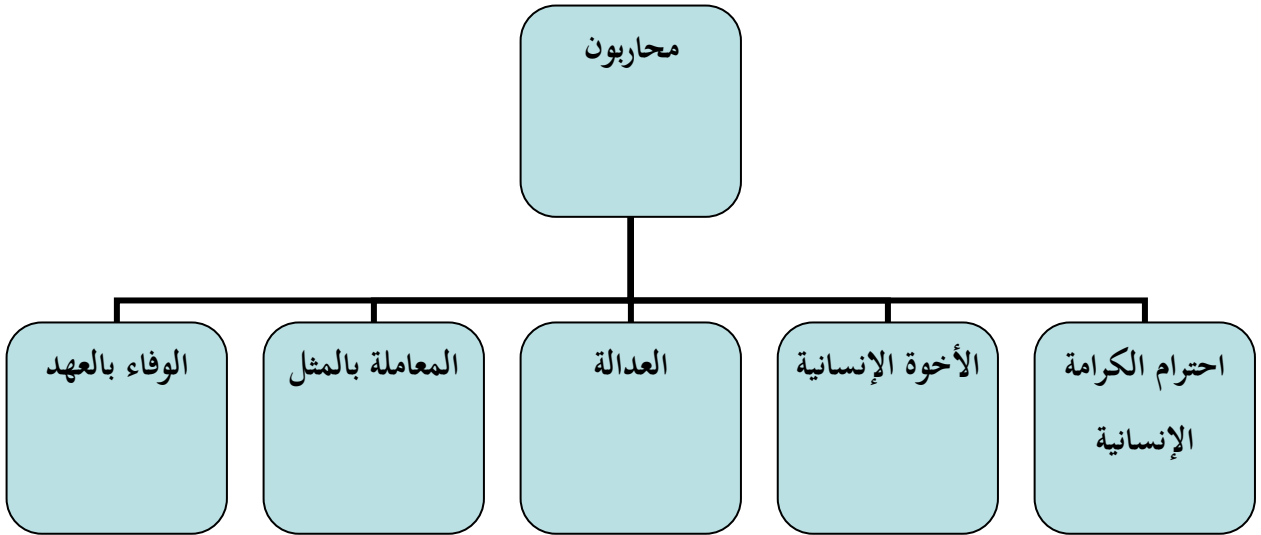 محاربون
احترام الكرامة
الإنسانية
الأخوة الإنسانية
العدالة
المعاملة بالمثل
الوفاء بالعهد